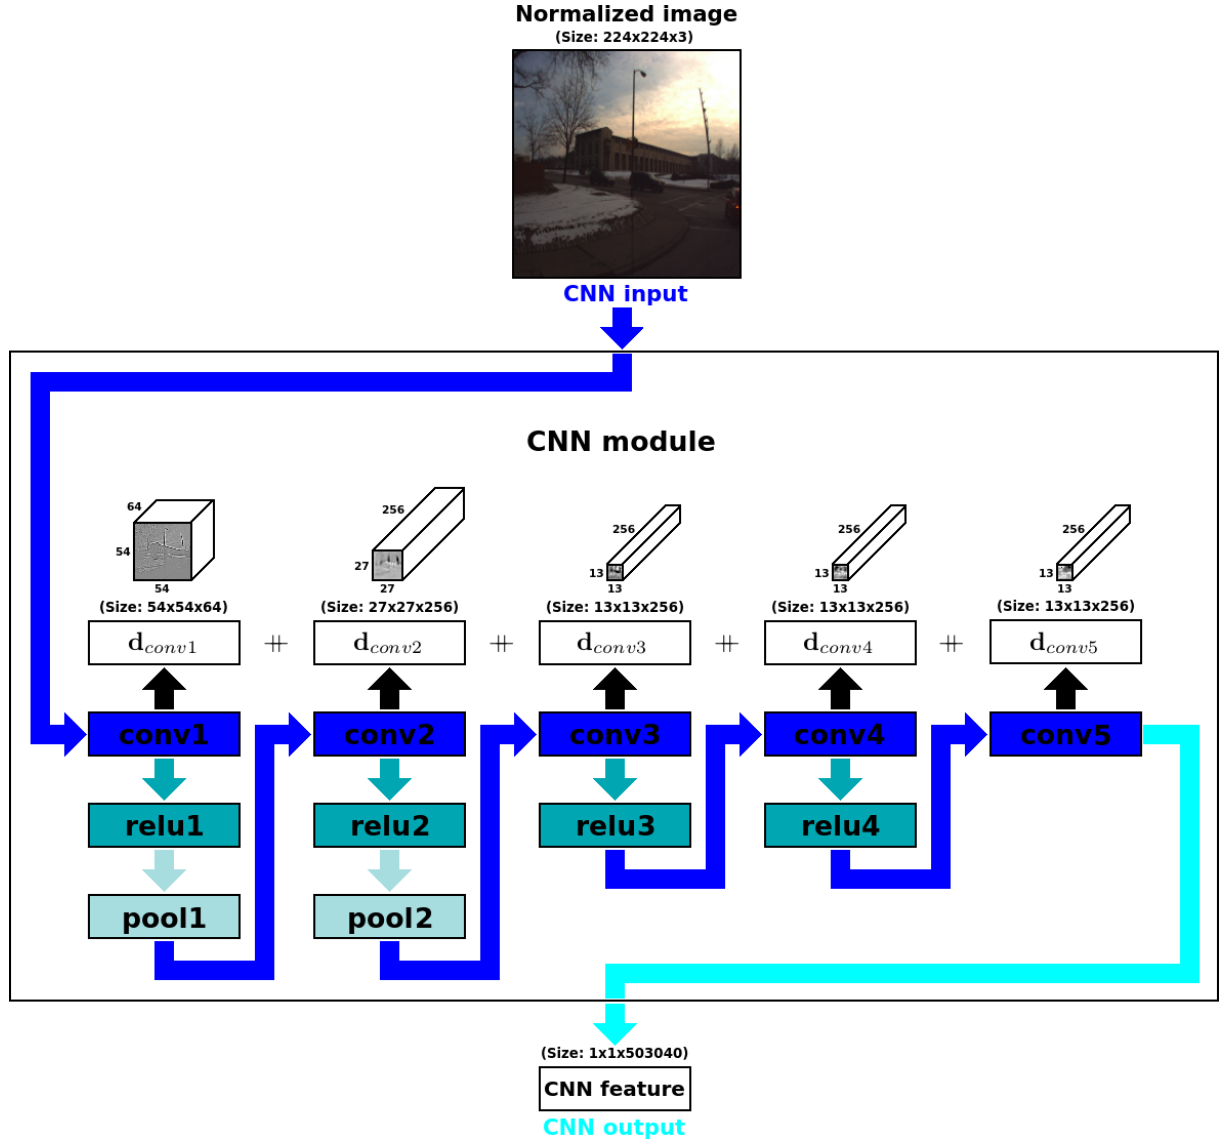 Normalized image
(Size: 224x224x3)
CNN input
CNN module
64
54
54
256
27
27
256
13
13
256
13
13
256
13
13
(Size: 54x54x64) (Size: 27x27x256) (Size: 13x13x256) (Size: 13x13x256) (Size: 13x13x256)
dconv1 ⧺ dconv2 ⧺ dconv3 ⧺ dconv4 ⧺ dconv5
conv1 conv2 conv3 conv4 conv5
relu1 relu2 relu3 relu4
pool1 pool2
(Size: 1x1x503040)
CNN feature
CNN output